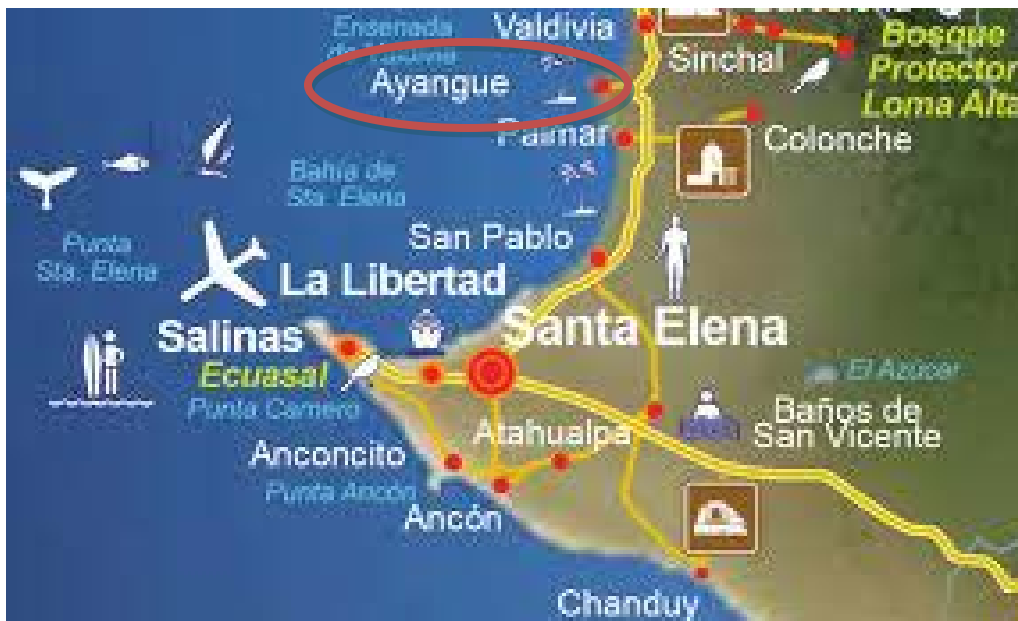 Ensenada
Valdivia
Bosque
Protector
Loma Alta
Sinchal
Ayangue
Palmar
Colonche
Bahía de
Sta. Elena
San Pablo
Punta
Sta. Elena
La Libertad
Santa Elena
Salinas
Ecuasal
El Azucar
Punta Carnero
Baños de
San Vicente
Atahualpa
Anconcito
Punta Ancón
Ancón
Chanduy